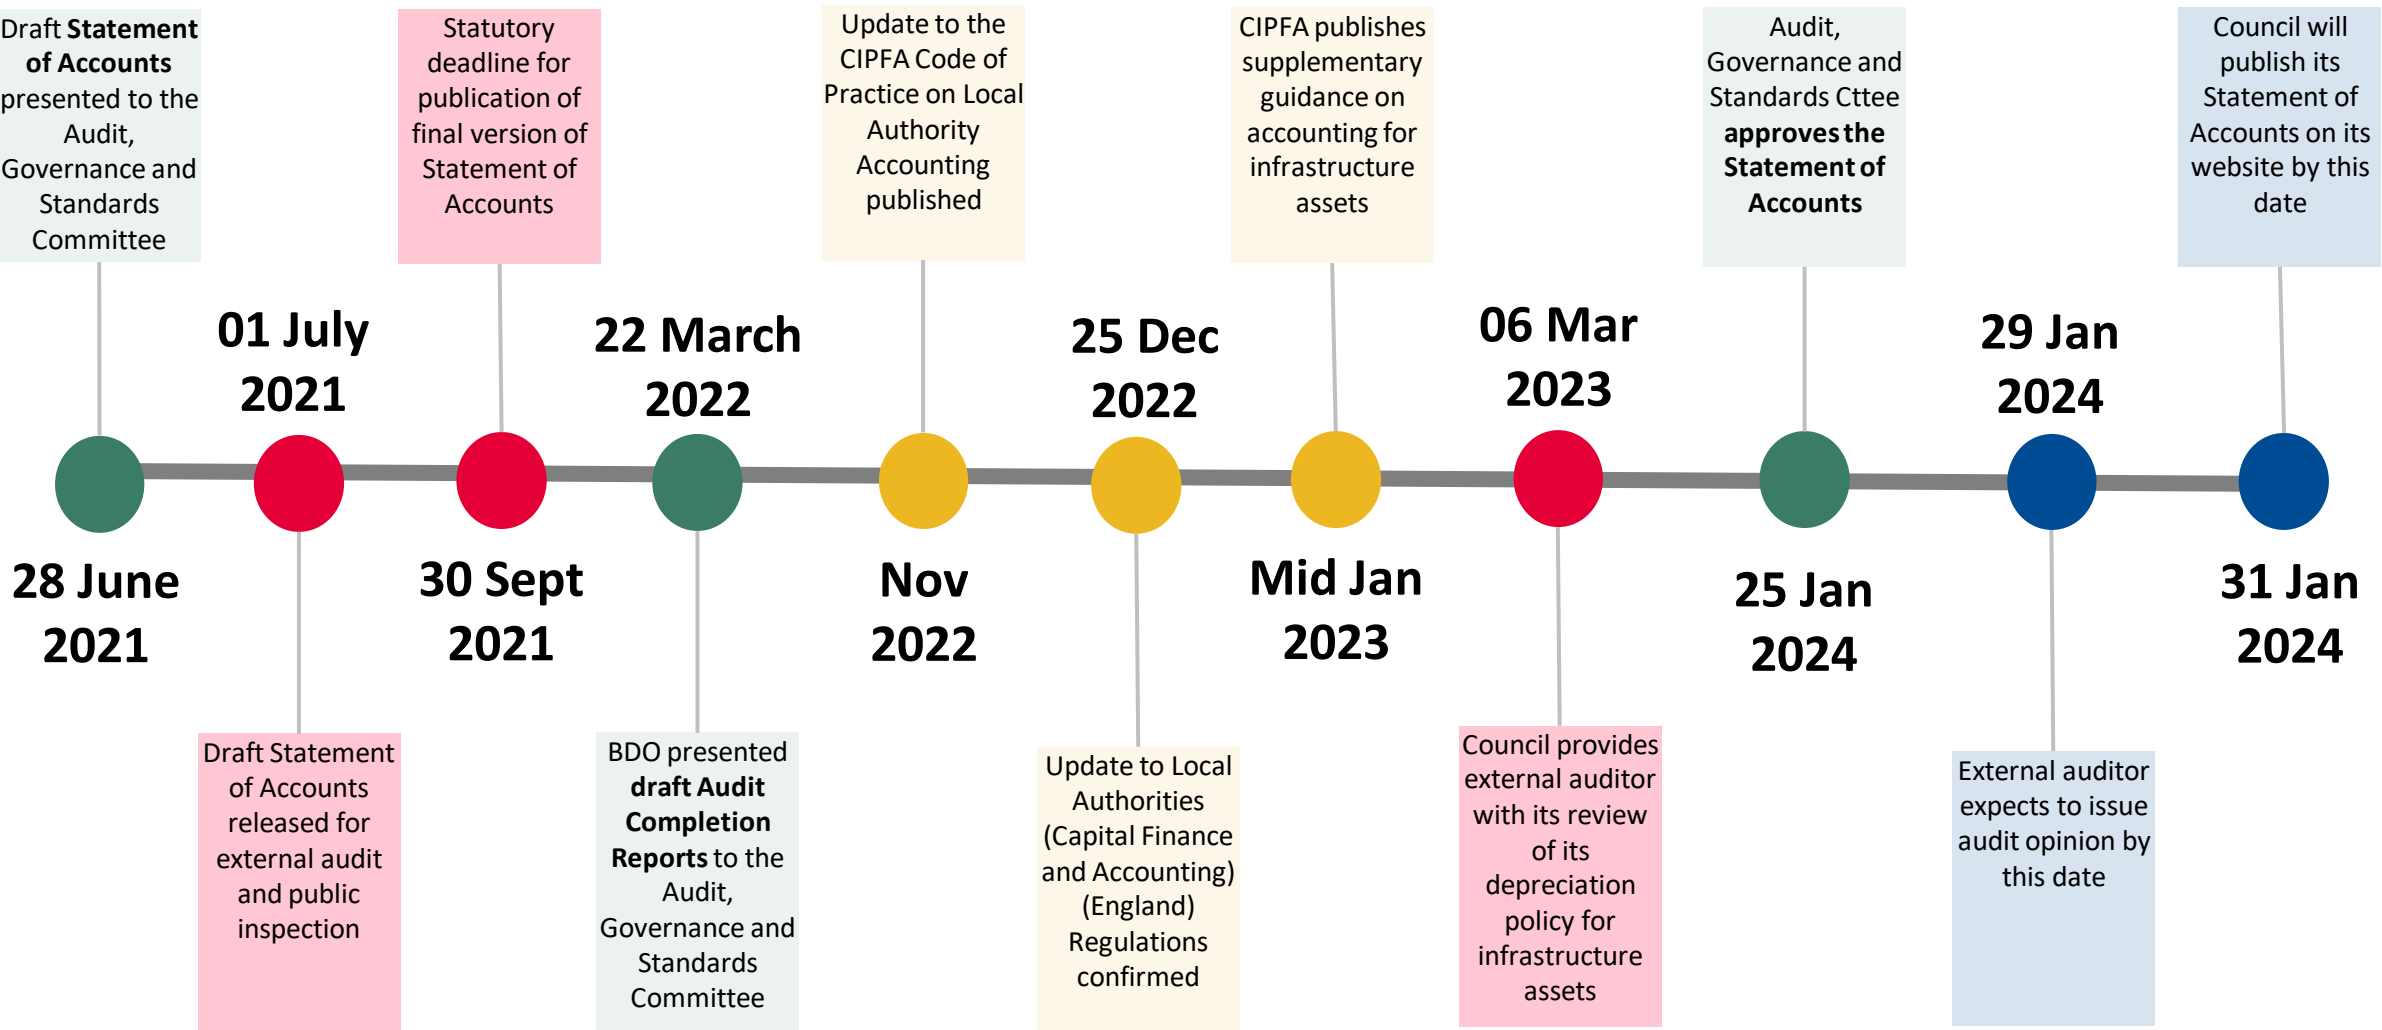 Draft Statement
of Accounts
presented to the
Audit,
Governance and
Standards
Committee
Statutory
deadline for
publication of
final version of
Statement of
Accounts
Update to the
CIPFA Code of
Practice on Local
Authority
Accounting
published
CIPFA publishes
supplementary
guidance on
accounting for
infrastructure
assets
Audit,
Governance and
Standards Cttee
approves the
Statement of
Accounts
Council will
publish its
Statement of
Accounts on its
website by this
date
01 July
2021
22 March
2022
25 Dec
2022
06 Mar
2023
29 Jan
2024
28 June
2021
30 Sept
2021
Nov
2022
Mid Jan
2023
25 Jan
2024
31 Jan
2024
Draft Statement
of Accounts
released for
external audit
and public
inspection
BDO presented
draft Audit
Completion
Reports to the
Audit,
Governance and
Standards
Committee
Update to Local
Authorities
(Capital Finance
and Accounting)
(England)
Regulations
confirmed
Council provides
external auditor
with its review
of its
depreciation
policy for
infrastructure
assets
External auditor
expects to issue
audit opinion by
this date